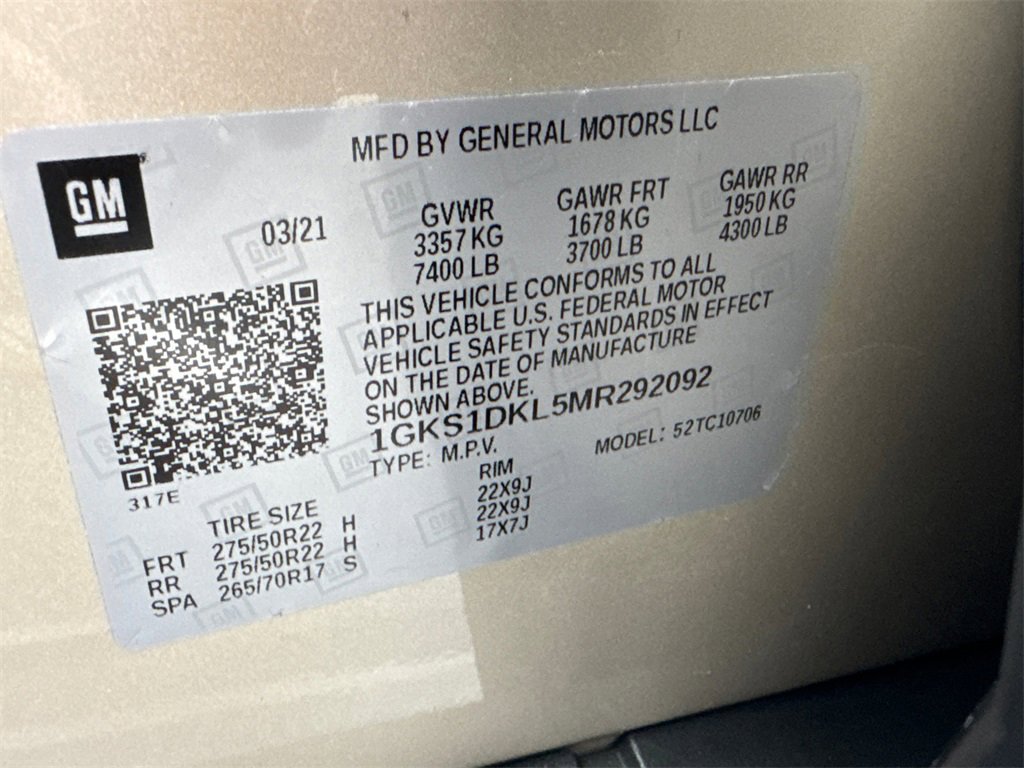 MFD BY GENERAL MOTORS LLC
GM
03/21
GVWR GAWR FRT GAWR RR
3357 KG 1678 KG 1950 KG
7400 LB 3700 LB 4300 LB
THIS VEHICLE CONFORMS TO ALL
APPLICABLE U.S. FEDERAL MOTOR
VEHICLE SAFETY STANDARDS IN EFFECT
ON THE DATE OF MANUFACTURE
SHOWN ABOVE.
1GKS1DKL5MR292092
TYPE: M.P.V. MODEL: 52TC10706
317E
TIRE SIZE RIM
FRT 275/50R22 H 22X9J
RR 275/50R22 H 22X9J
SPA 265/70R17 S 17X7J